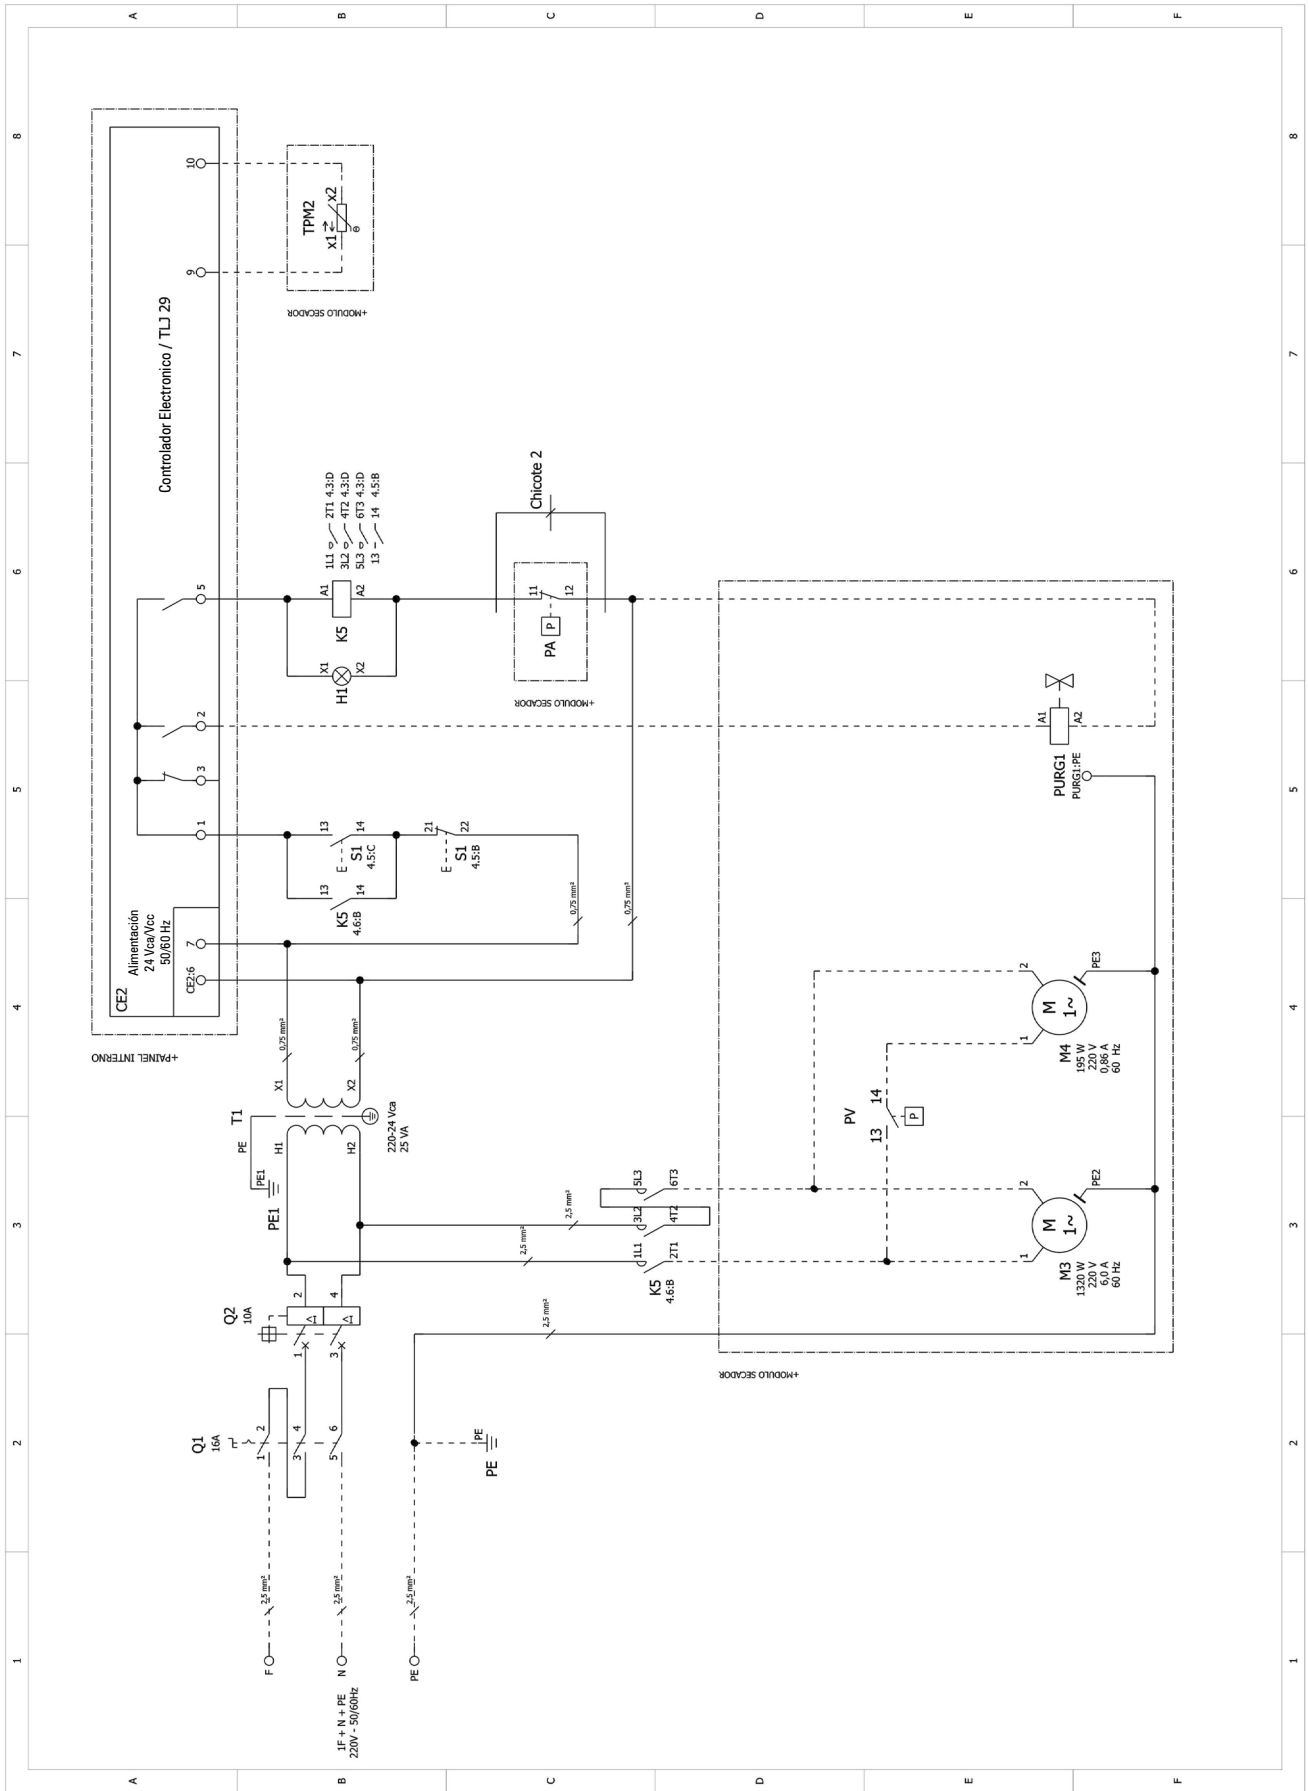 A
B
C
D
E
F
8
7
6
5
4
3
2
1
CE2
Alimentación
24 Vca/Vcc
50/60 Hz
CE2:6
7
1
3
2
5
9
10
Controlador Electronico / TLJ 29
+PAINEL INTERNO
TPM2
x1
x2
θ
+MODULO SECADOR
1L1 2T1 4.3:D
3L2 4T2 4.3:D
5L3 6T3 4.3:D
13 14 4.5:B
K5
A1
A2
H1
X1
X2
Chicote 2
PA
P
11
12
+MODULO SECADOR
13
14
S1
4.5:C
21
22
S1
4.5:B
K5
4.6:B
13
14
0,75 mm²
0,75 mm²
0,75 mm²
0,75 mm²
T1
PE
PE1
PE1
H1
H2
X1
X2
220-24 Vca
25 VA
Q2
10A
1
2
3
4
I>
I>
Q1
16A
1
2
3
4
5
6
F
N
PE
1F + N + PE
220V - 50/60Hz
2,5 mm²
2,5 mm²
2,5 mm²
PE
PE
2,5 mm²
2,5 mm²
2,5 mm²
K5
4.6:B
1L1
2T1
3L2
4T2
5L3
6T3
+MODULO SECADOR
PV
13
14
P
M3
1320 W
220 V
6,0 A
60 Hz
M
1~
1
2
PE2
M4
195 W
220 V
0,86 A
60 Hz
M
1~
1
2
PE3
PURG1
PURG1:PE
A1
A2
A
B
C
D
E
F
8
7
6
5
4
3
2
1